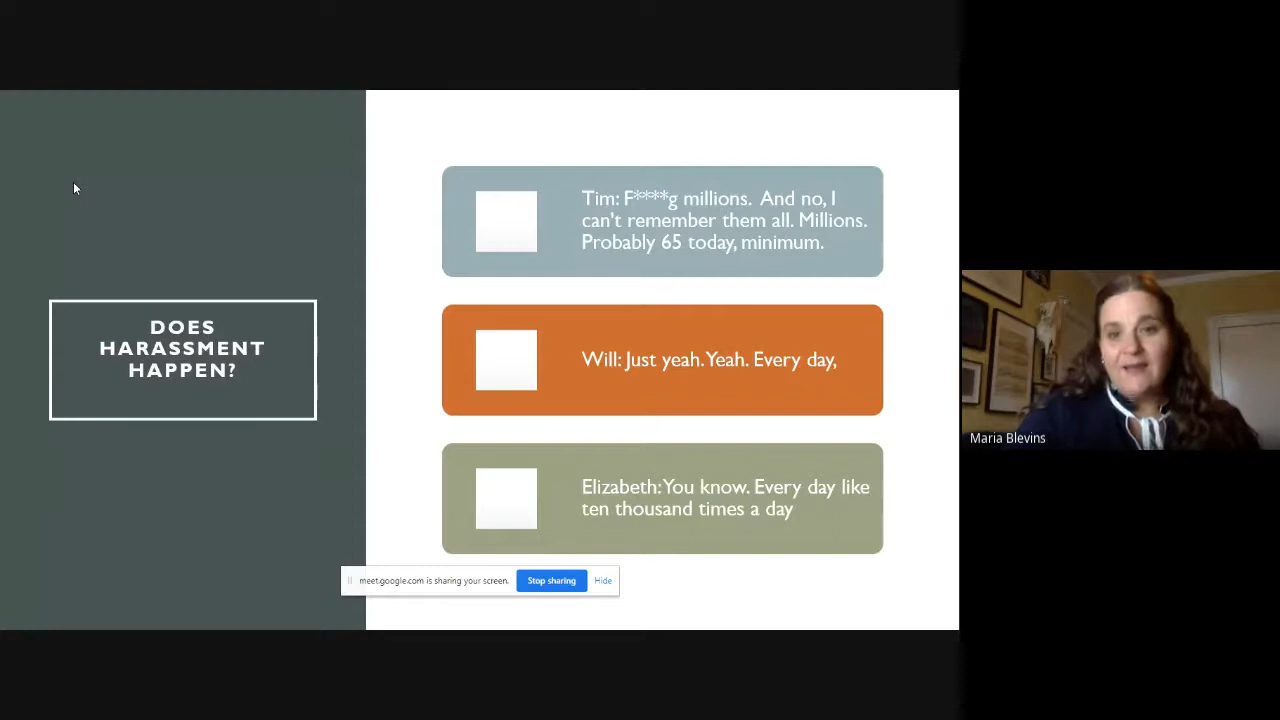 DOES
HARASSMENT
HAPPEN?
Tim: F****g millions. And no, I
can't remember them all. Millions.
Probably 65 today, minimum.
Will: Just yeah. Yeah. Every day,
Elizabeth: You know. Every day like
ten thousand times a day
meet.google.com is sharing your screen.
Stop sharing
Hide
Maria Blevins